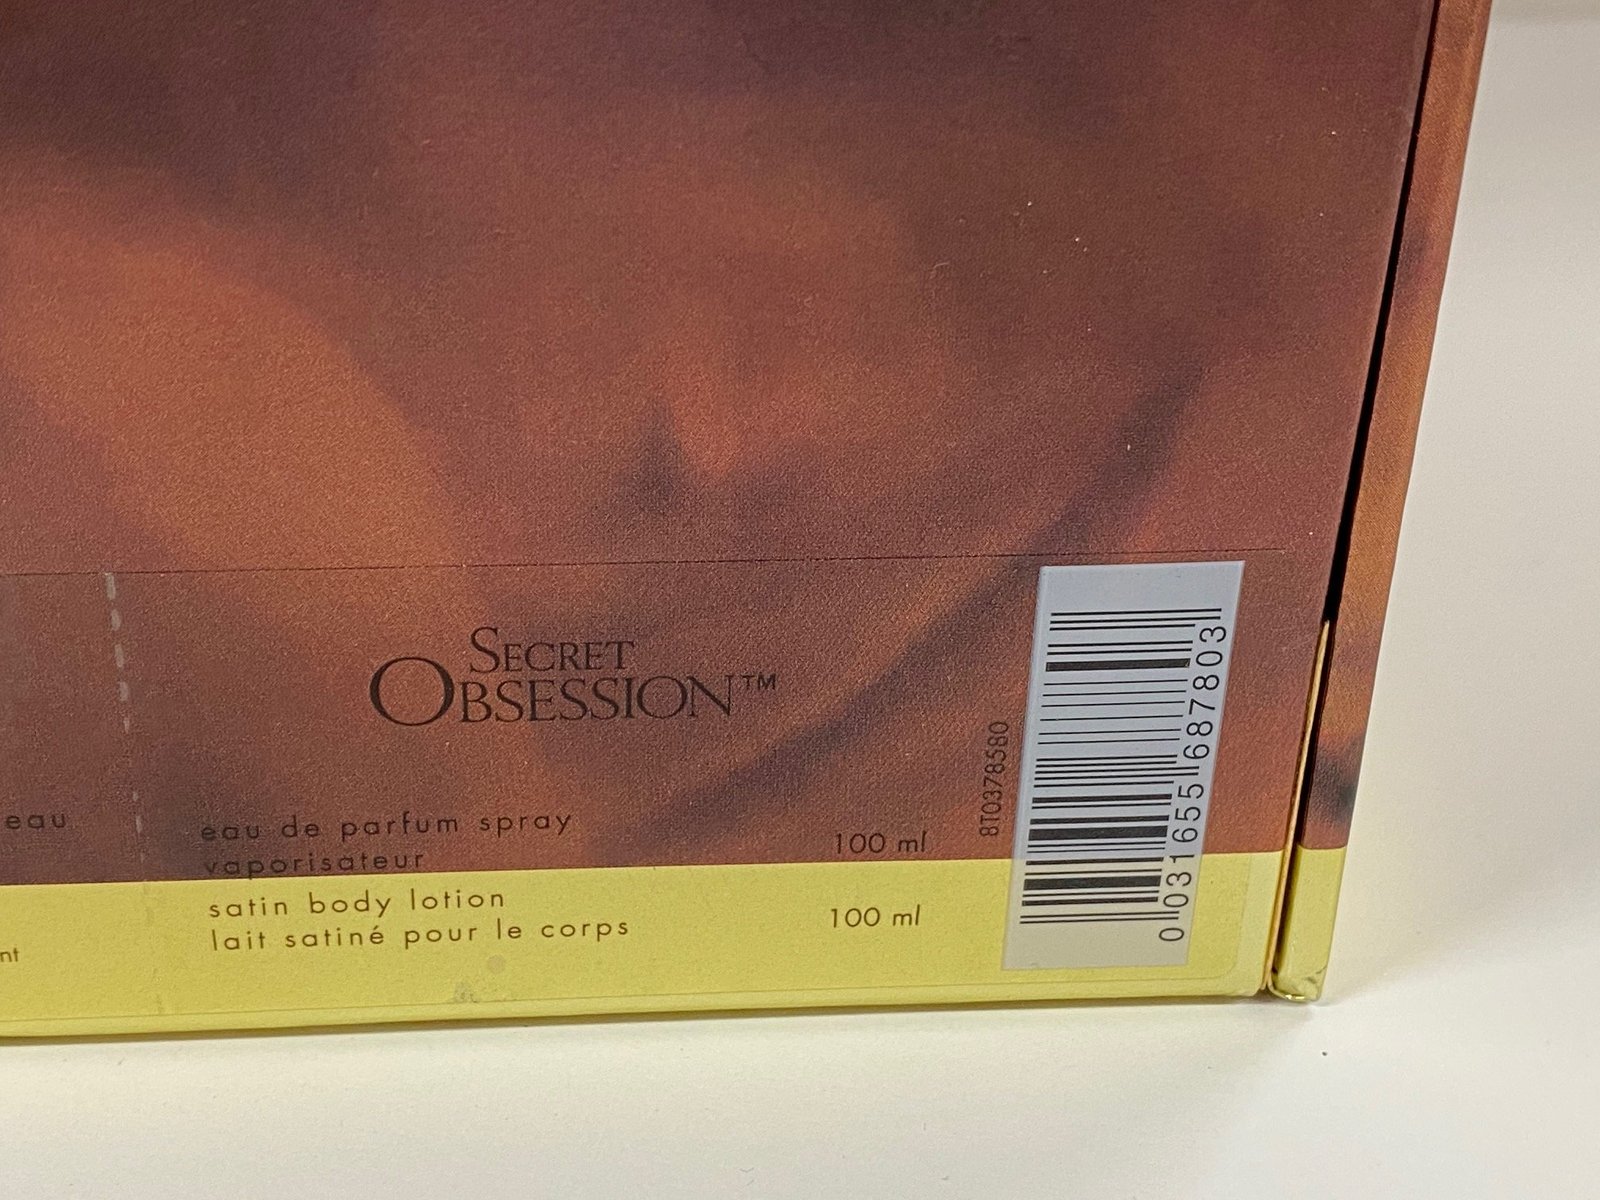 SECRET
OBSESSION™
eau
eau de parfum spray
vaporisateur
100 ml
satin body lotion
lait satiné pour le corps
100 ml
nt
8T0378580
0 031655 687803